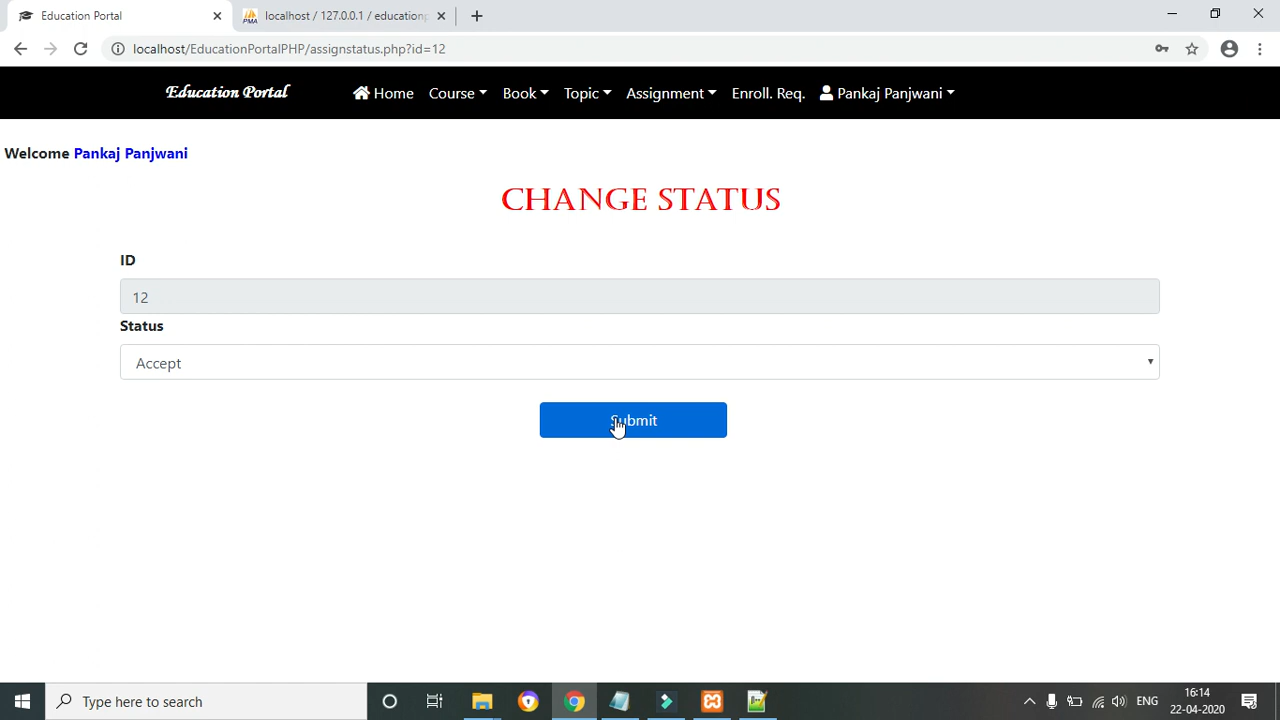 Education Portal
localhost / 127.0.0.1 / education
localhost/EducationPortalPHP/assignstatus.php?id=12
Education Portal Home Course Book Topic Assignment Enroll. Req. Pankaj Panjwani
Welcome Pankaj Panjwani
CHANGE STATUS
ID
12
Status
Accept
Submit
Type here to search
ENG
16:14
22-04-2020